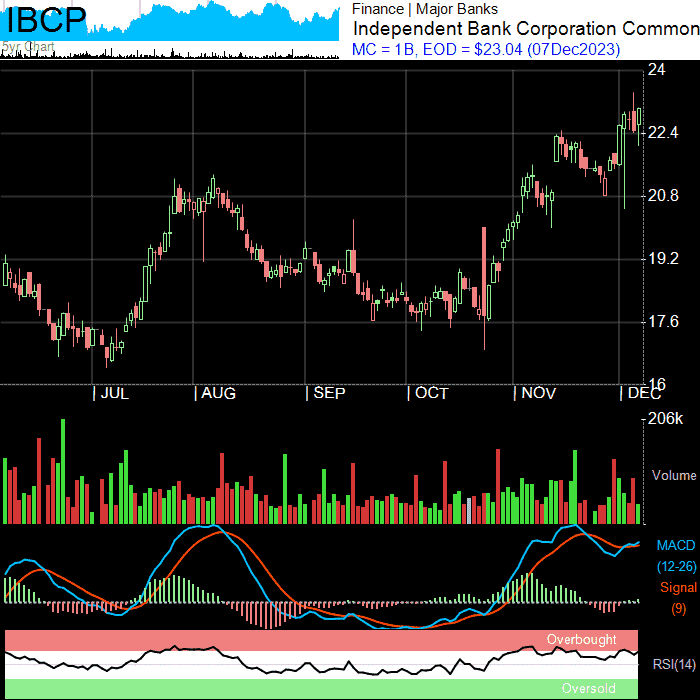 IBCP
5yr Chart
Finance | Major Banks
Independent Bank Corporation Common
MC = 1B, EOD = $23.04 (07Dec2023)
24
22.4
20.8
19.2
17.6
16
| JUL | AUG | SEP | OCT | NOV | DEC
206k
Volume
MACD
(12-26)
Signal
(9)
Overbought
RSI(14)
Oversold